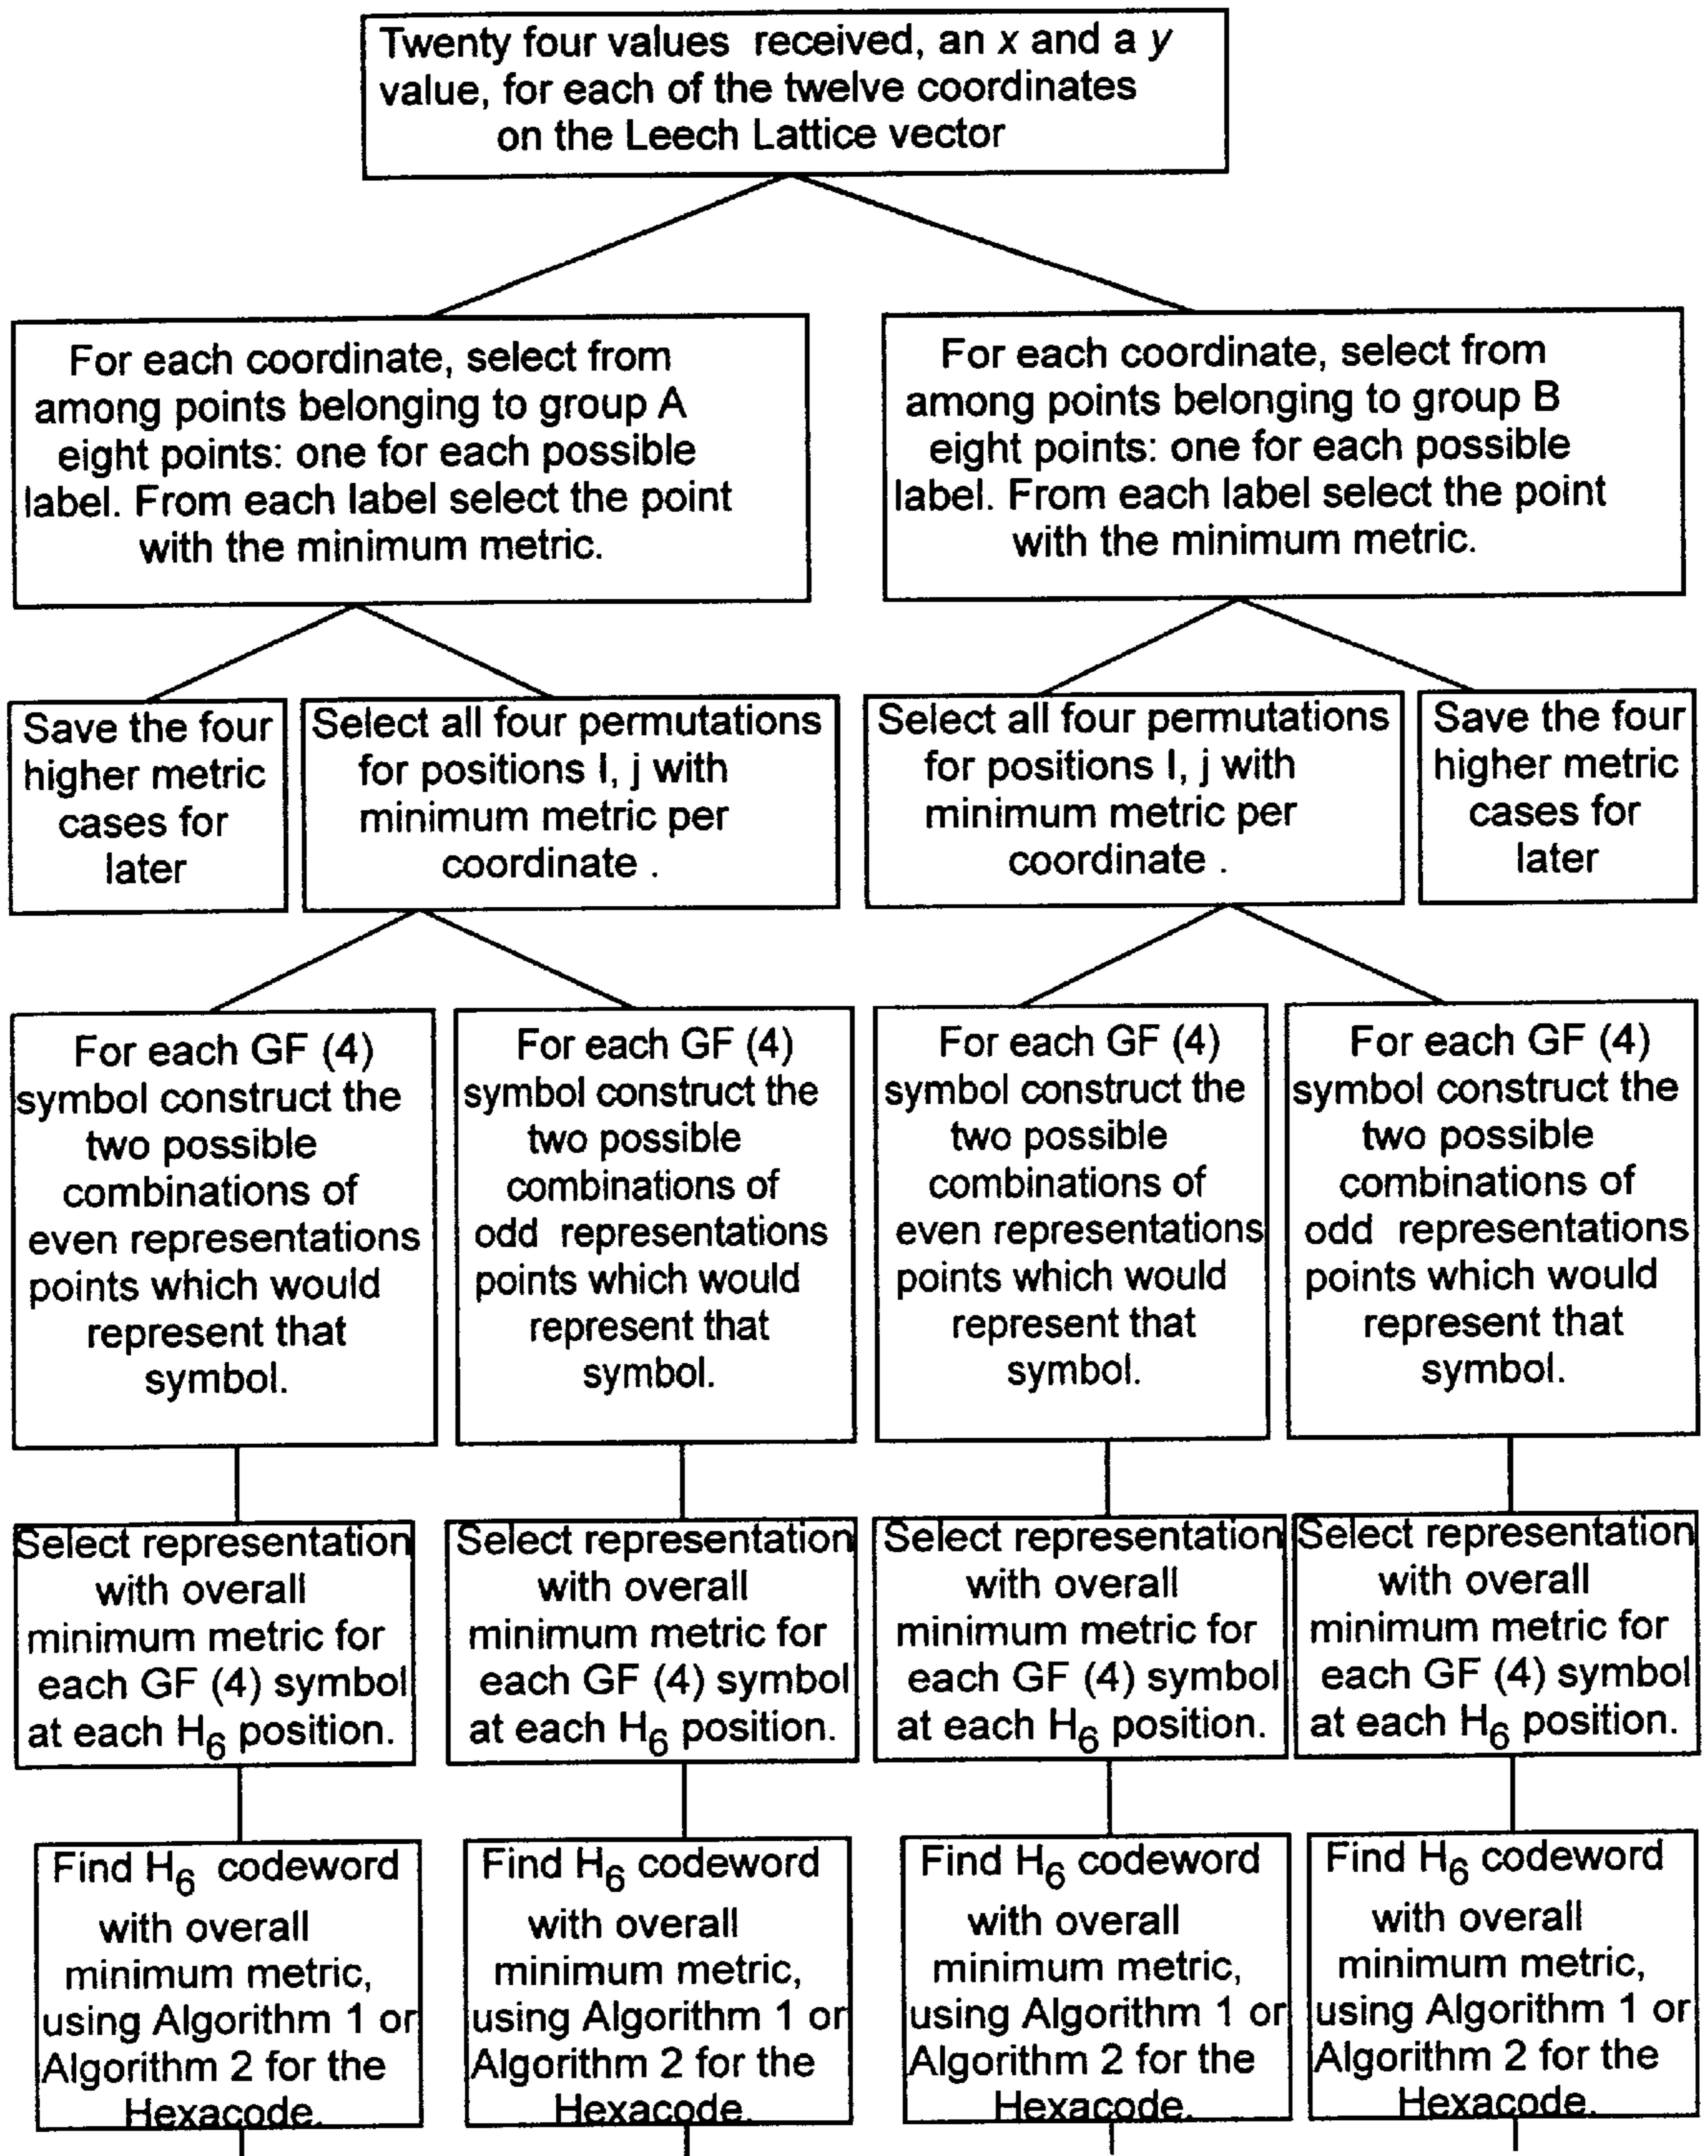 Twenty four values received, an x and a y
value, for each of the twelve coordinates
on the Leech Lattice vector
For each coordinate, select from
among points belonging to group A
eight points: one for each possible
label. From each label select the point
with the minimum metric.
For each coordinate, select from
among points belonging to group B
eight points: one for each possible
label. From each label select the point
with the minimum metric.
Save the four
higher metric
cases for
later
Select all four permutations
for positions I, j with
minimum metric per
coordinate .
Select all four permutations
for positions I, j with
minimum metric per
coordinate .
Save the four
higher metric
cases for
later
For each GF (4)
symbol construct the
two possible
combinations of
even representations
points which would
represent that
symbol.
For each GF (4)
symbol construct the
two possible
combinations of
odd representations
points which would
represent that
symbol.
For each GF (4)
symbol construct the
two possible
combinations of
even representations
points which would
represent that
symbol.
For each GF (4)
symbol construct the
two possible
combinations of
odd representations
points which would
represent that
symbol.
Select representation
with overall
minimum metric for
each GF (4) symbol
at each H6 position.
Select representation
with overall
minimum metric for
each GF (4) symbol
at each H6 position.
Select representation
with overall
minimum metric for
each GF (4) symbol
at each H6 position.
Select representation
with overall
minimum metric for
each GF (4) symbol
at each H6 position.
Find H6 codeword
with overall
minimum metric,
using Algorithm 1 or
Algorithm 2 for the
Hexacode.
Find H6 codeword
with overall
minimum metric,
using Algorithm 1 or
Algorithm 2 for the
Hexacode.
Find H6 codeword
with overall
minimum metric,
using Algorithm 1 or
Algorithm 2 for the
Hexacode.
Find H6 codeword
with overall
minimum metric,
using Algorithm 1 or
Algorithm 2 for the
Hexacode.